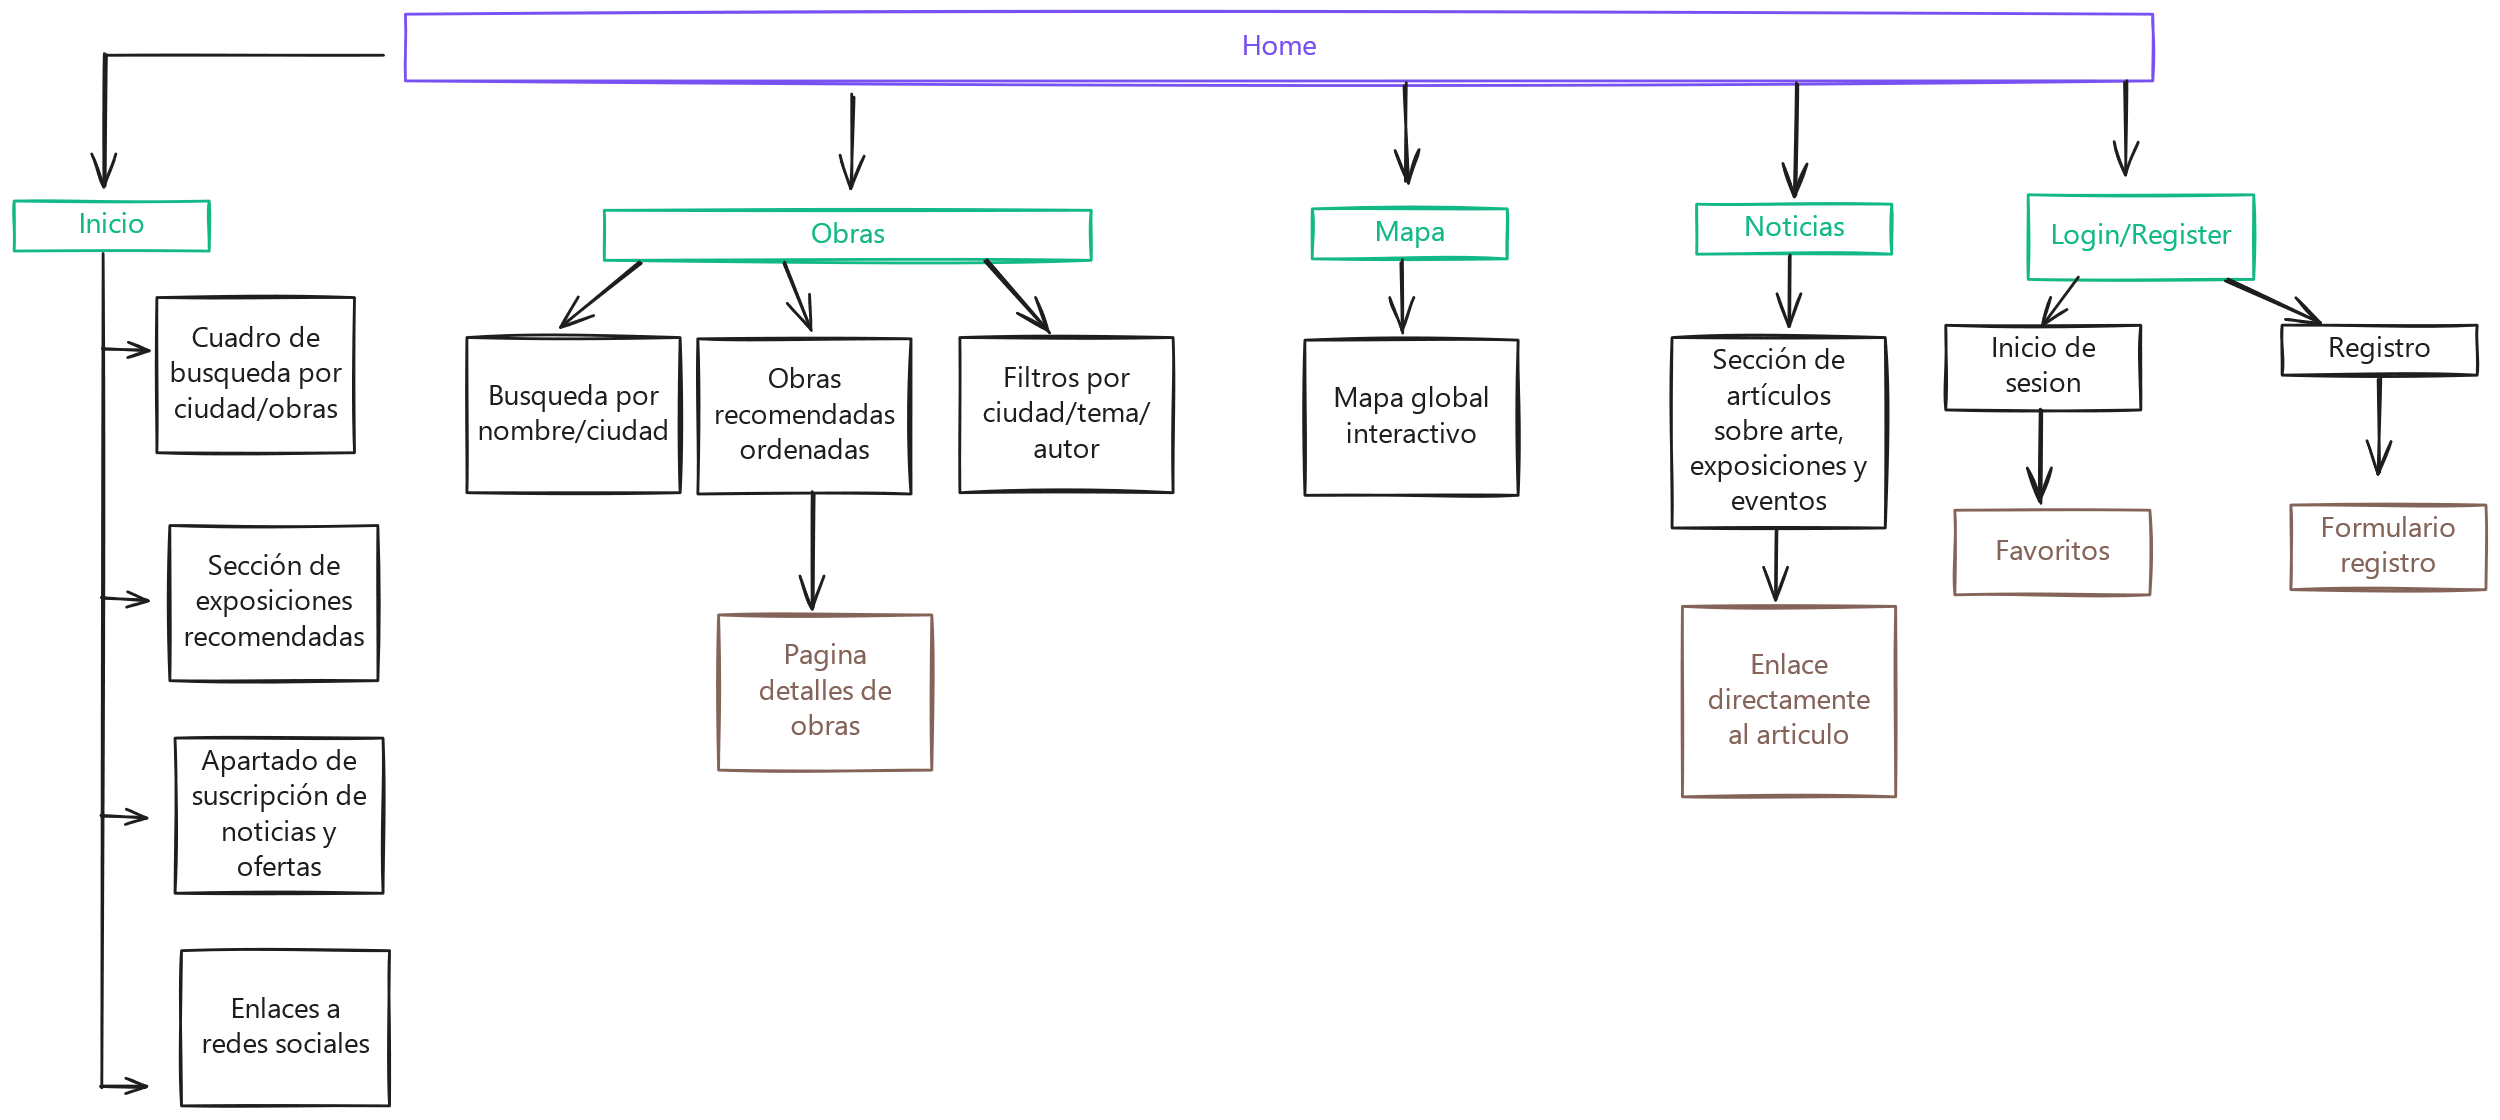 Home
Inicio
Obras
Mapa
Noticias
Login/Register
Cuadro de
busqueda por
ciudad/obras
Sección de
exposiciones
recomendadas
Apartado de
suscripción de
noticias y
ofertas
Enlaces a
redes sociales
Busqueda por
nombre/ciudad
Obras
recomendadas
ordenadas
Filtros por
ciudad/tema/
autor
Pagina
detalles de
obras
Mapa global
interactivo
Sección de
artículos
sobre arte,
exposiciones y
eventos
Enlace
directamente
al articulo
Inicio de
sesion
Favoritos
Registro
Formulario
registro